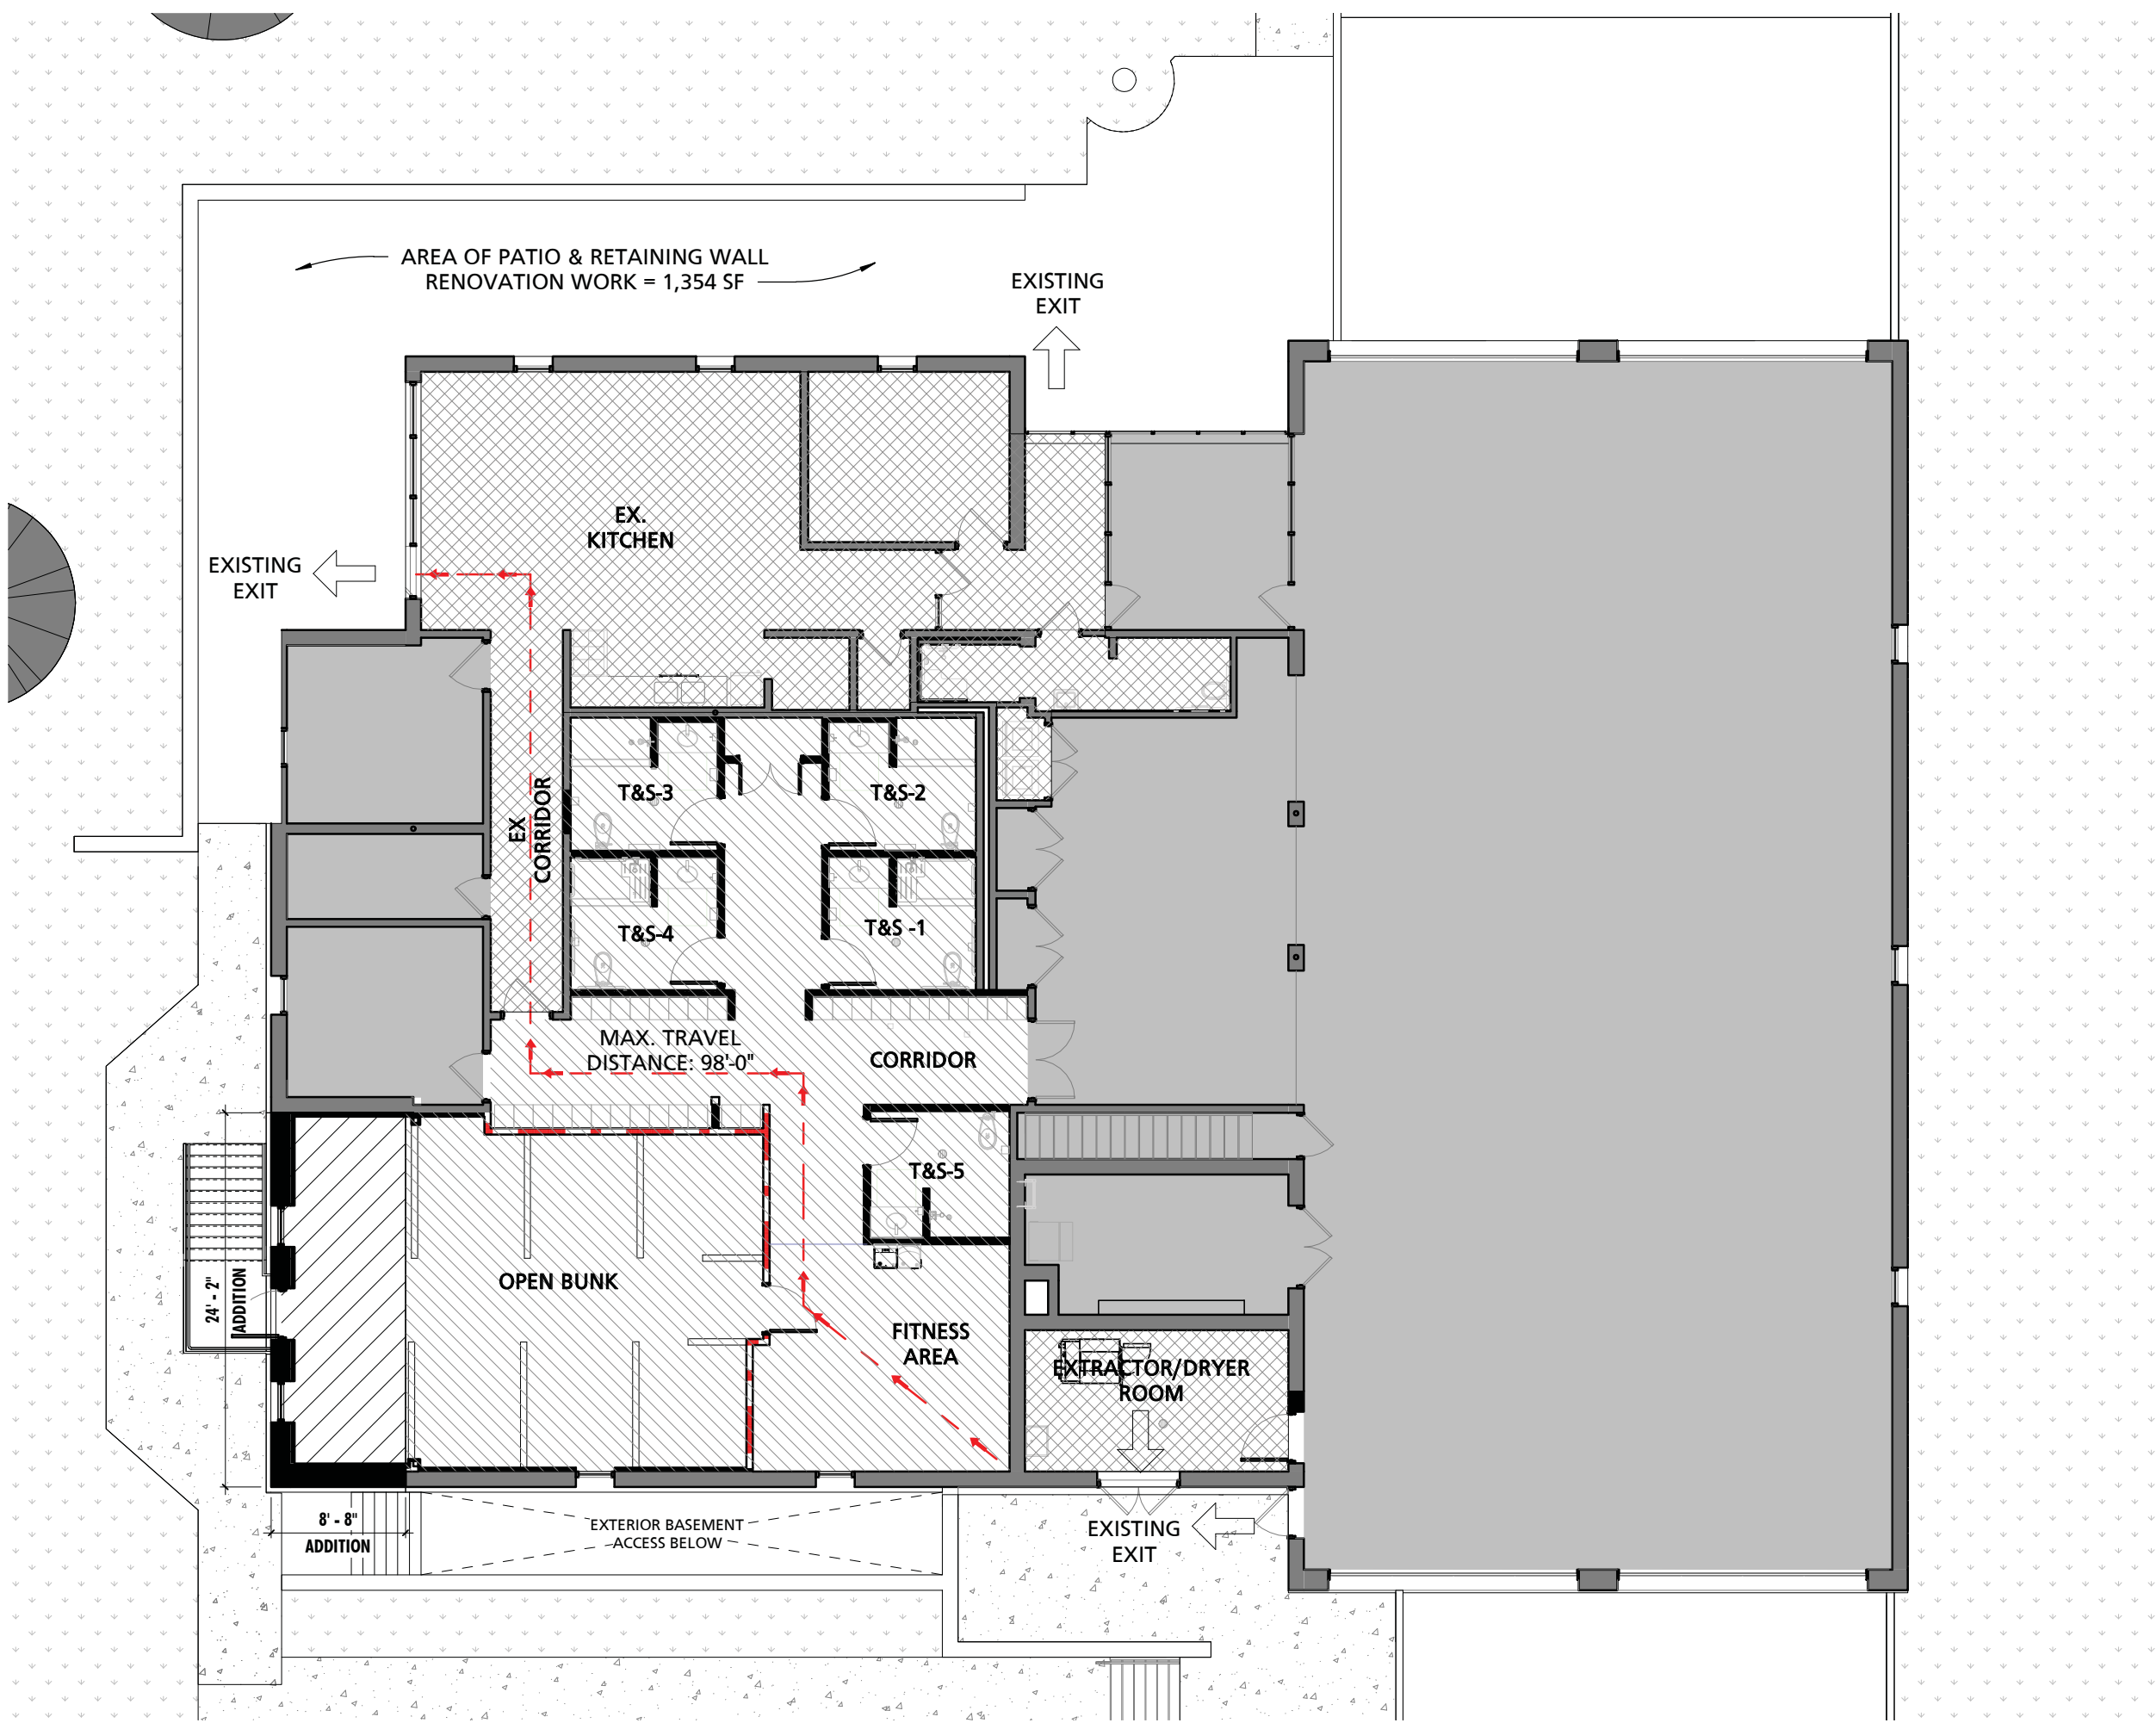 AREA OF PATIO & RETAINING WALL
RENOVATION WORK = 1,354 SF
EXISTING
EXIT
EX.
KITCHEN
EXISTING
EXIT
EX
CORRIDOR
T&S-3
T&S-2
T&S-4
T&S -1
MAX. TRAVEL
DISTANCE: 98'-0"
CORRIDOR
T&S-5
OPEN BUNK
24' - 2"
ADDITION
FITNESS
AREA
EXTRACTOR/DRYER
ROOM
8' - 8"
ADDITION
EXTERIOR BASEMENT
ACCESS BELOW
EXISTING
EXIT